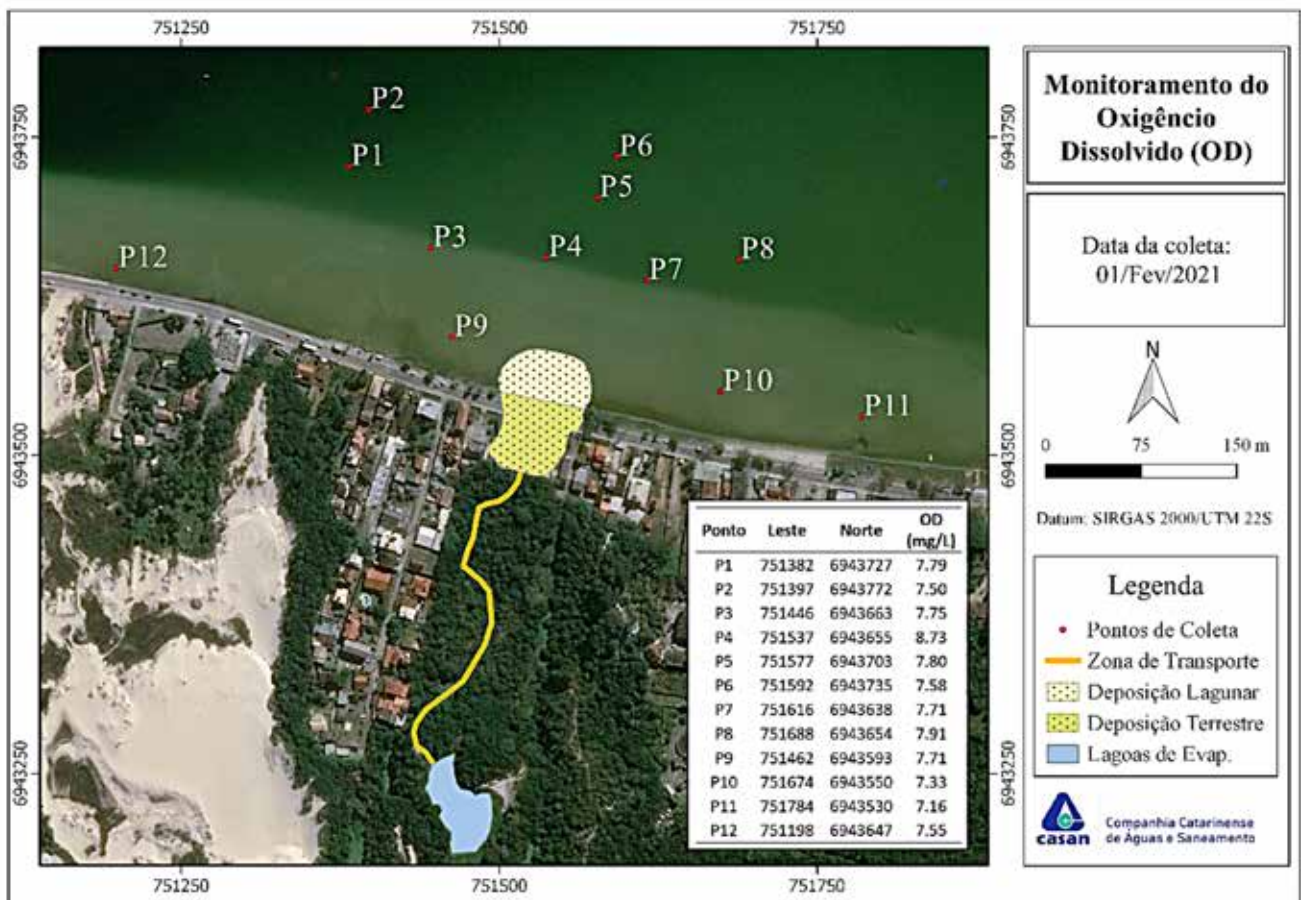 751250 751500 751750
6943750
6943500
6943250
6943750
6943500
6943250
P2
P1
P6
P5
P3
P4
P8
P12
P7
P9
P10
P11
Ponto Leste Norte OD (mg/L)
P1 751382 6943727 7.79
P2 751397 6943772 7.50
P3 751446 6943663 7.75
P4 751537 6943655 8.73
P5 751577 6943703 7.80
P6 751592 6943735 7.58
P7 751616 6943638 7.71
P8 751688 6943654 7.91
P9 751462 6943593 7.71
P10 751674 6943550 7.33
P11 751784 6943530 7.16
P12 751198 6943647 7.55
751250 751500 751750
Monitoramento do
Oxigêncio
Dissolvido (OD)
Data da coleta:
01/Fev/2021
N
0 75 150 m
Datum: SIRGAS 2000/UTM 22S
Legenda
Pontos de Coleta
Zona de Transporte
Deposição Lagunar
Deposição Terrestre
Lagoas de Evap.
casan
Companhia Catarinense
de Águas e Saneamento